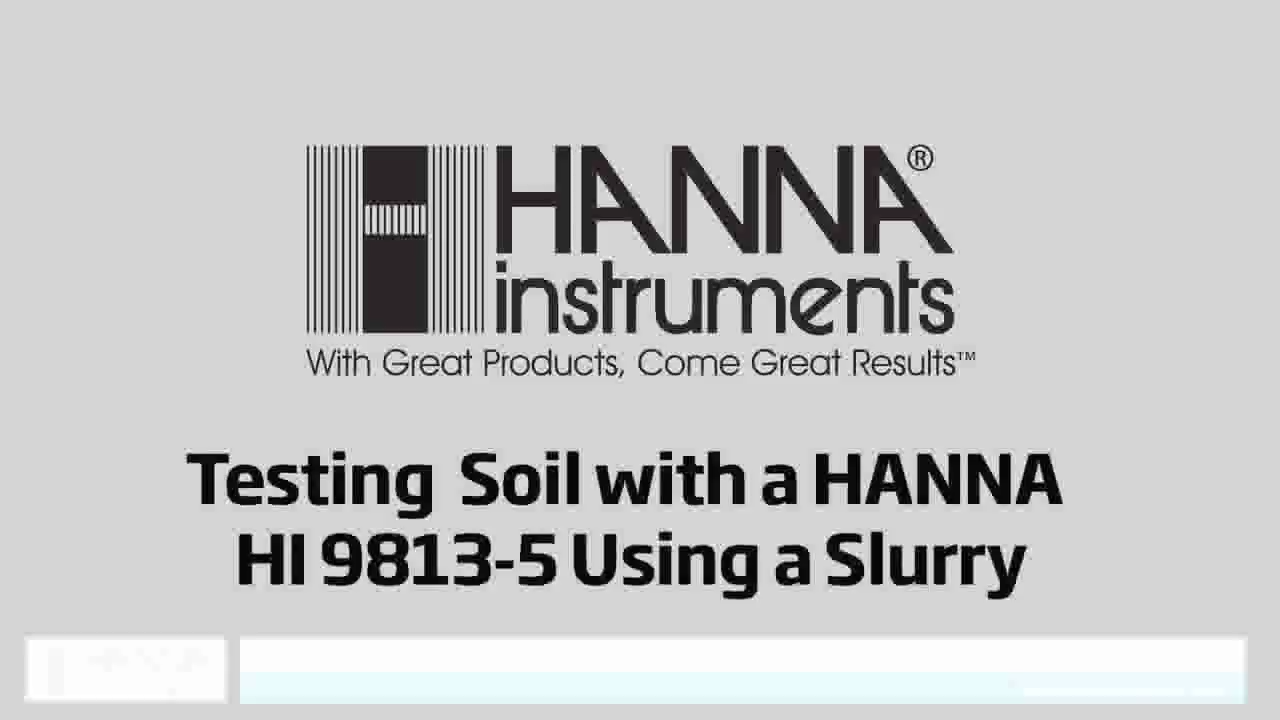 HANNA®
instruments
With Great Products, Come Great Results™
Testing Soil with a HANNA
HI 9813-5 Using a Slurry